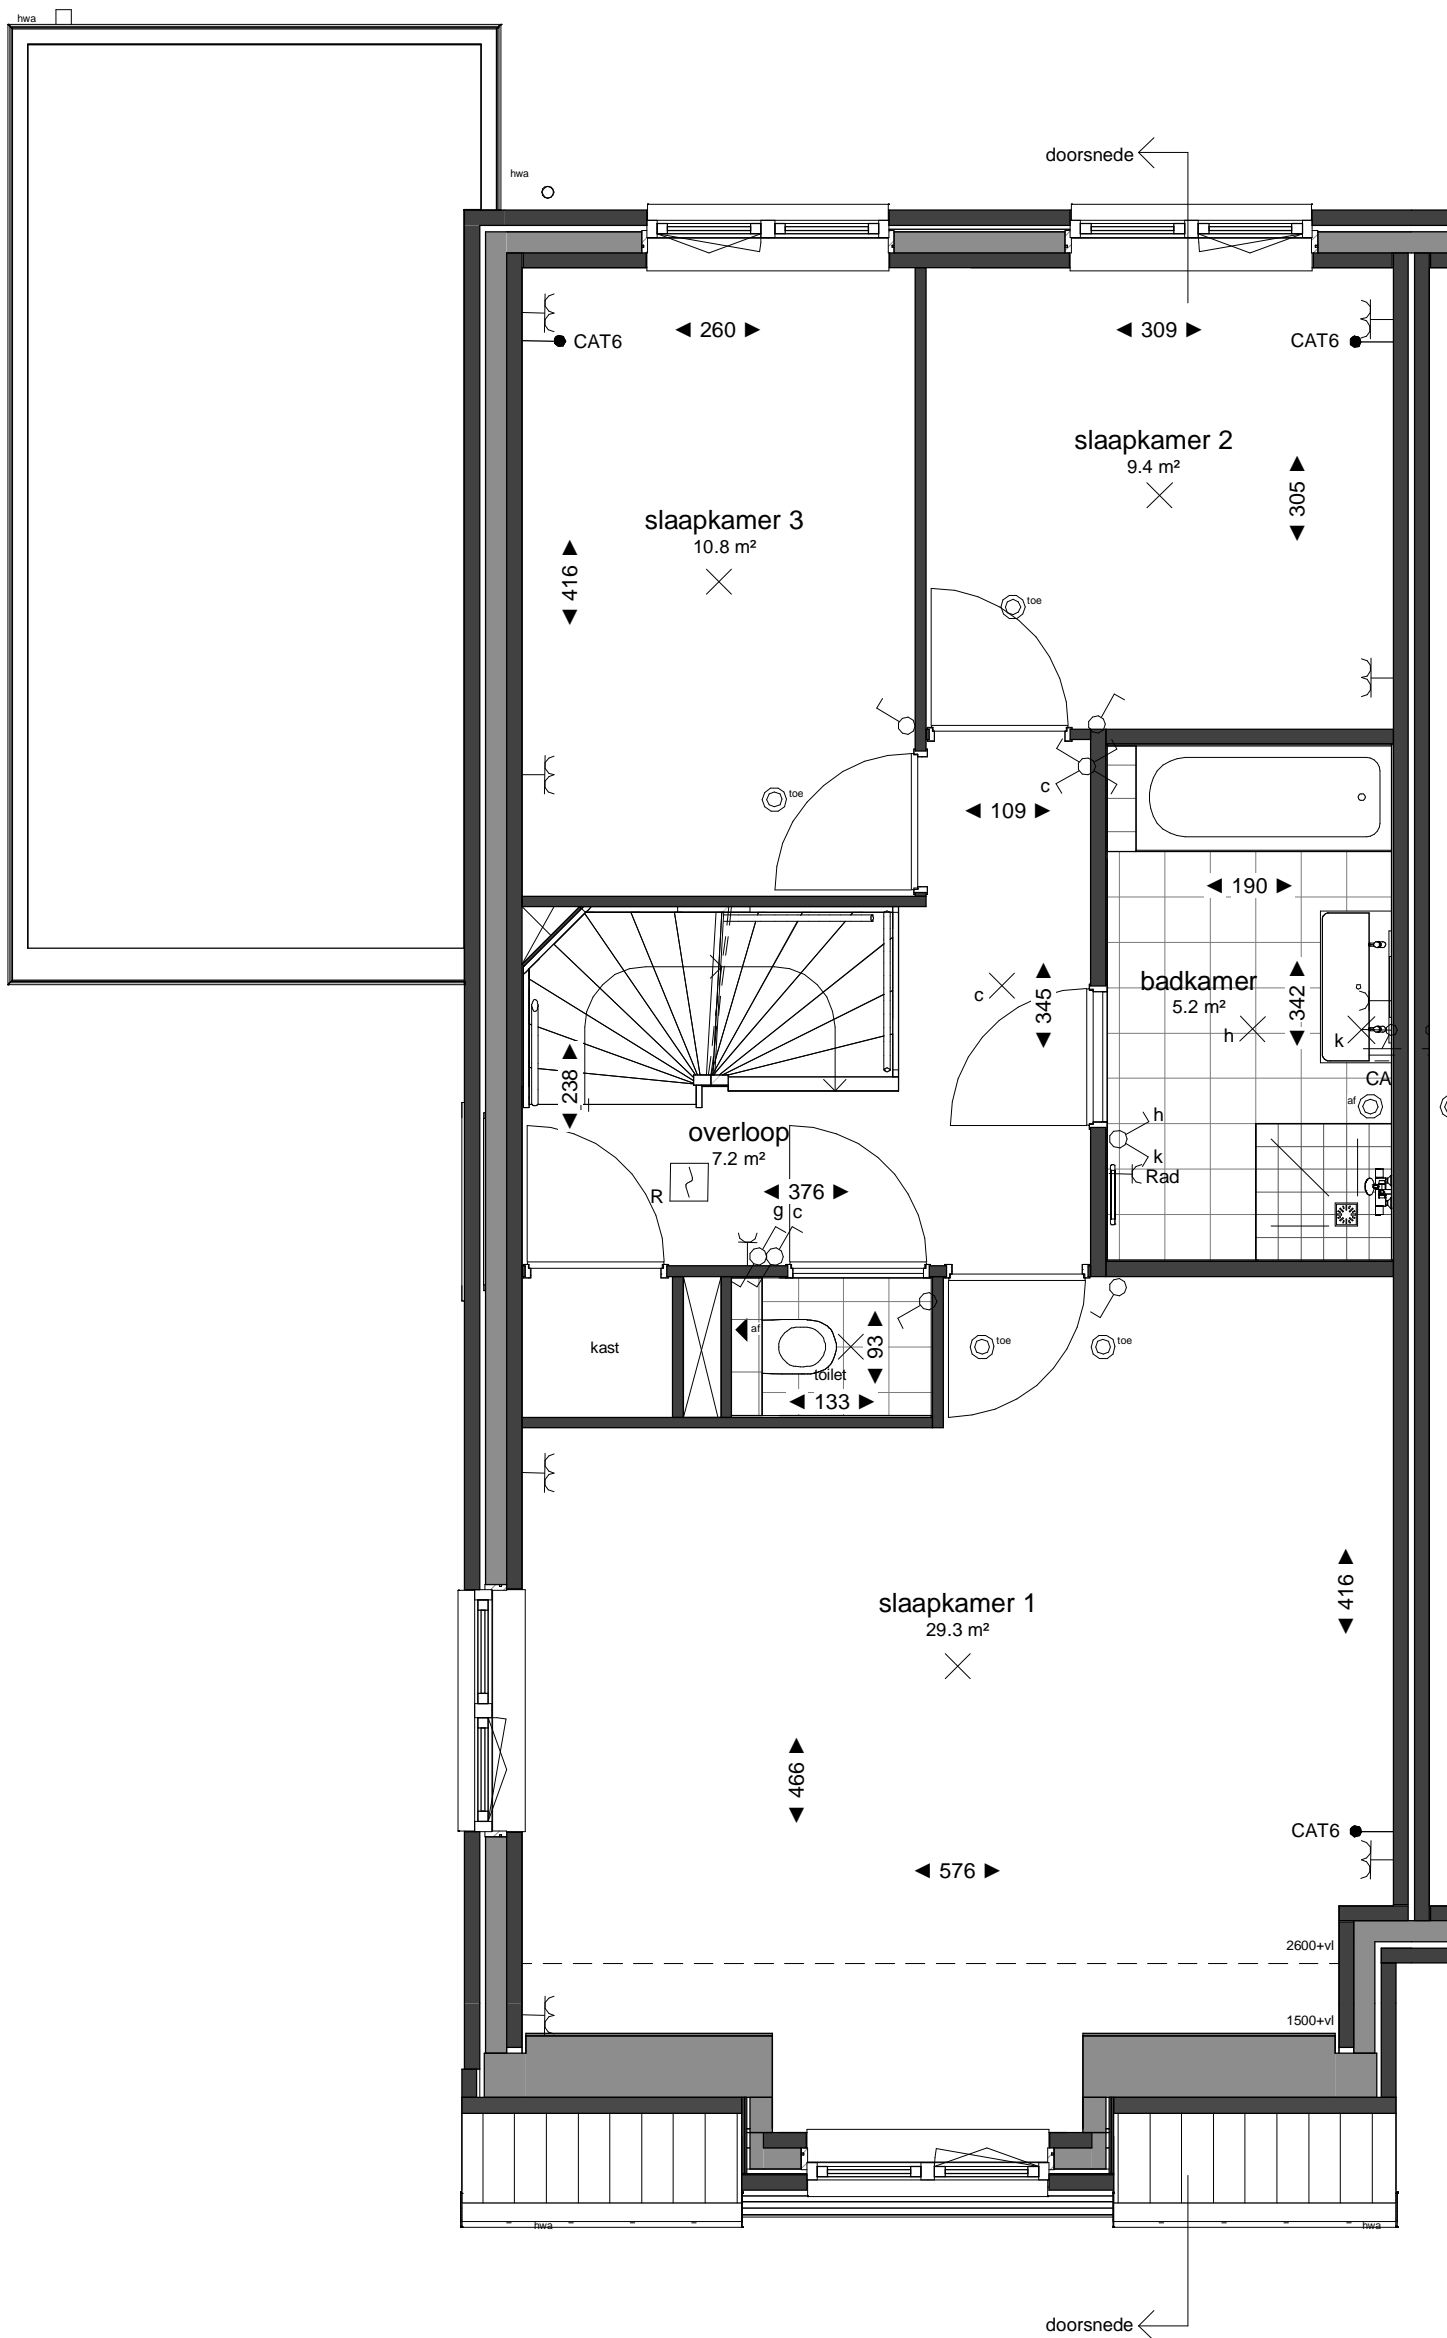 hwa
hwa
doorsnede
◄ 260 ►
◄ 309 ►
CAT6
CAT6
slaapkamer 2
9.4 m²
◄ 305 ►
slaapkamer 3
10.8 m²
◄ 416 ►
toe
toe
c
◄ 109 ►
◄ 190 ►
badkamer
5.2 m²
◄ 342 ►
c
◄ 345 ►
h
k
CA
af
◄ 238 ►
overloop
7.2 m²
h
k
Rad
R
◄ 376 ►
g c
kast
af
◄ 93 ►
toilet
◄ 133 ►
toe
toe
slaapkamer 1
29.3 m²
◄ 416 ►
◄ 466 ►
CAT6
◄ 576 ►
2600+vl
1500+vl
hwa
hwa
doorsnede